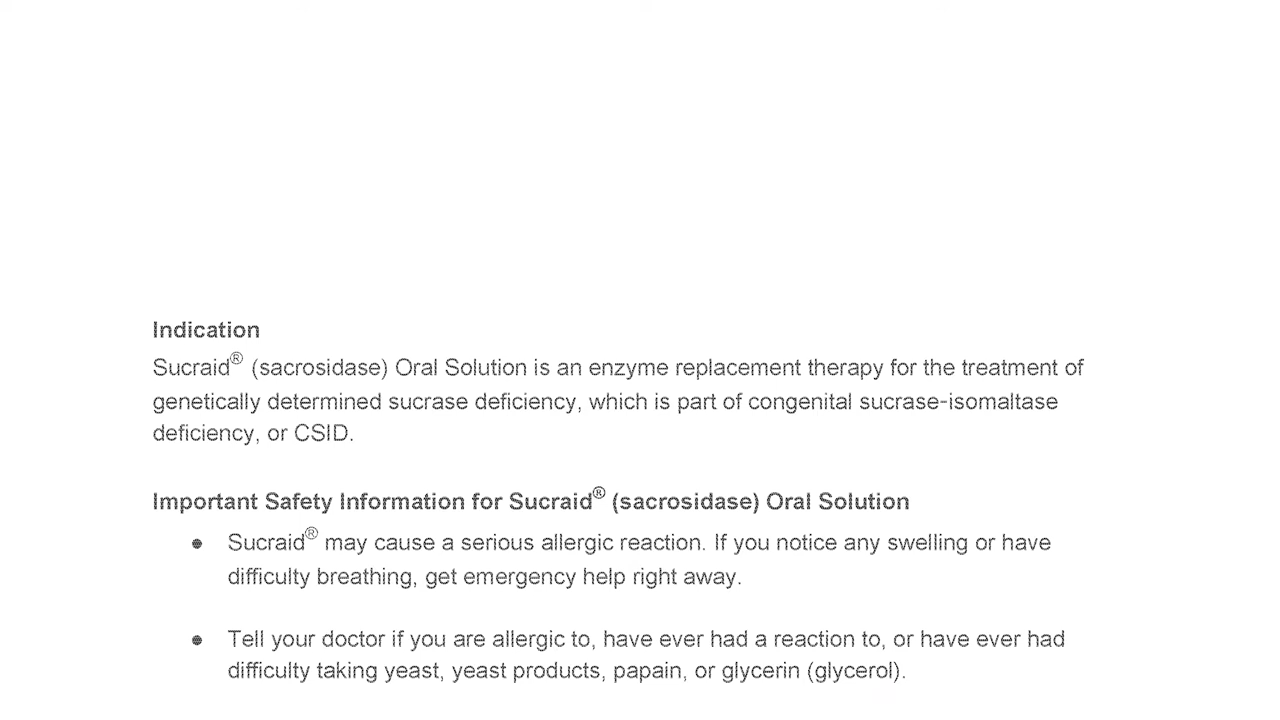 Indication
Sucraid® (sacrosidase) Oral Solution is an enzyme replacement therapy for the treatment of
genetically determined sucrase deficiency, which is part of congenital sucrase-isomaltase
deficiency, or CSID.
Important Safety Information for Sucraid® (sacrosidase) Oral Solution
● Sucraid® may cause a serious allergic reaction. If you notice any swelling or have
difficulty breathing, get emergency help right away.
● Tell your doctor if you are allergic to, have ever had a reaction to, or have ever had
difficulty taking yeast, yeast products, papain, or glycerin (glycerol).